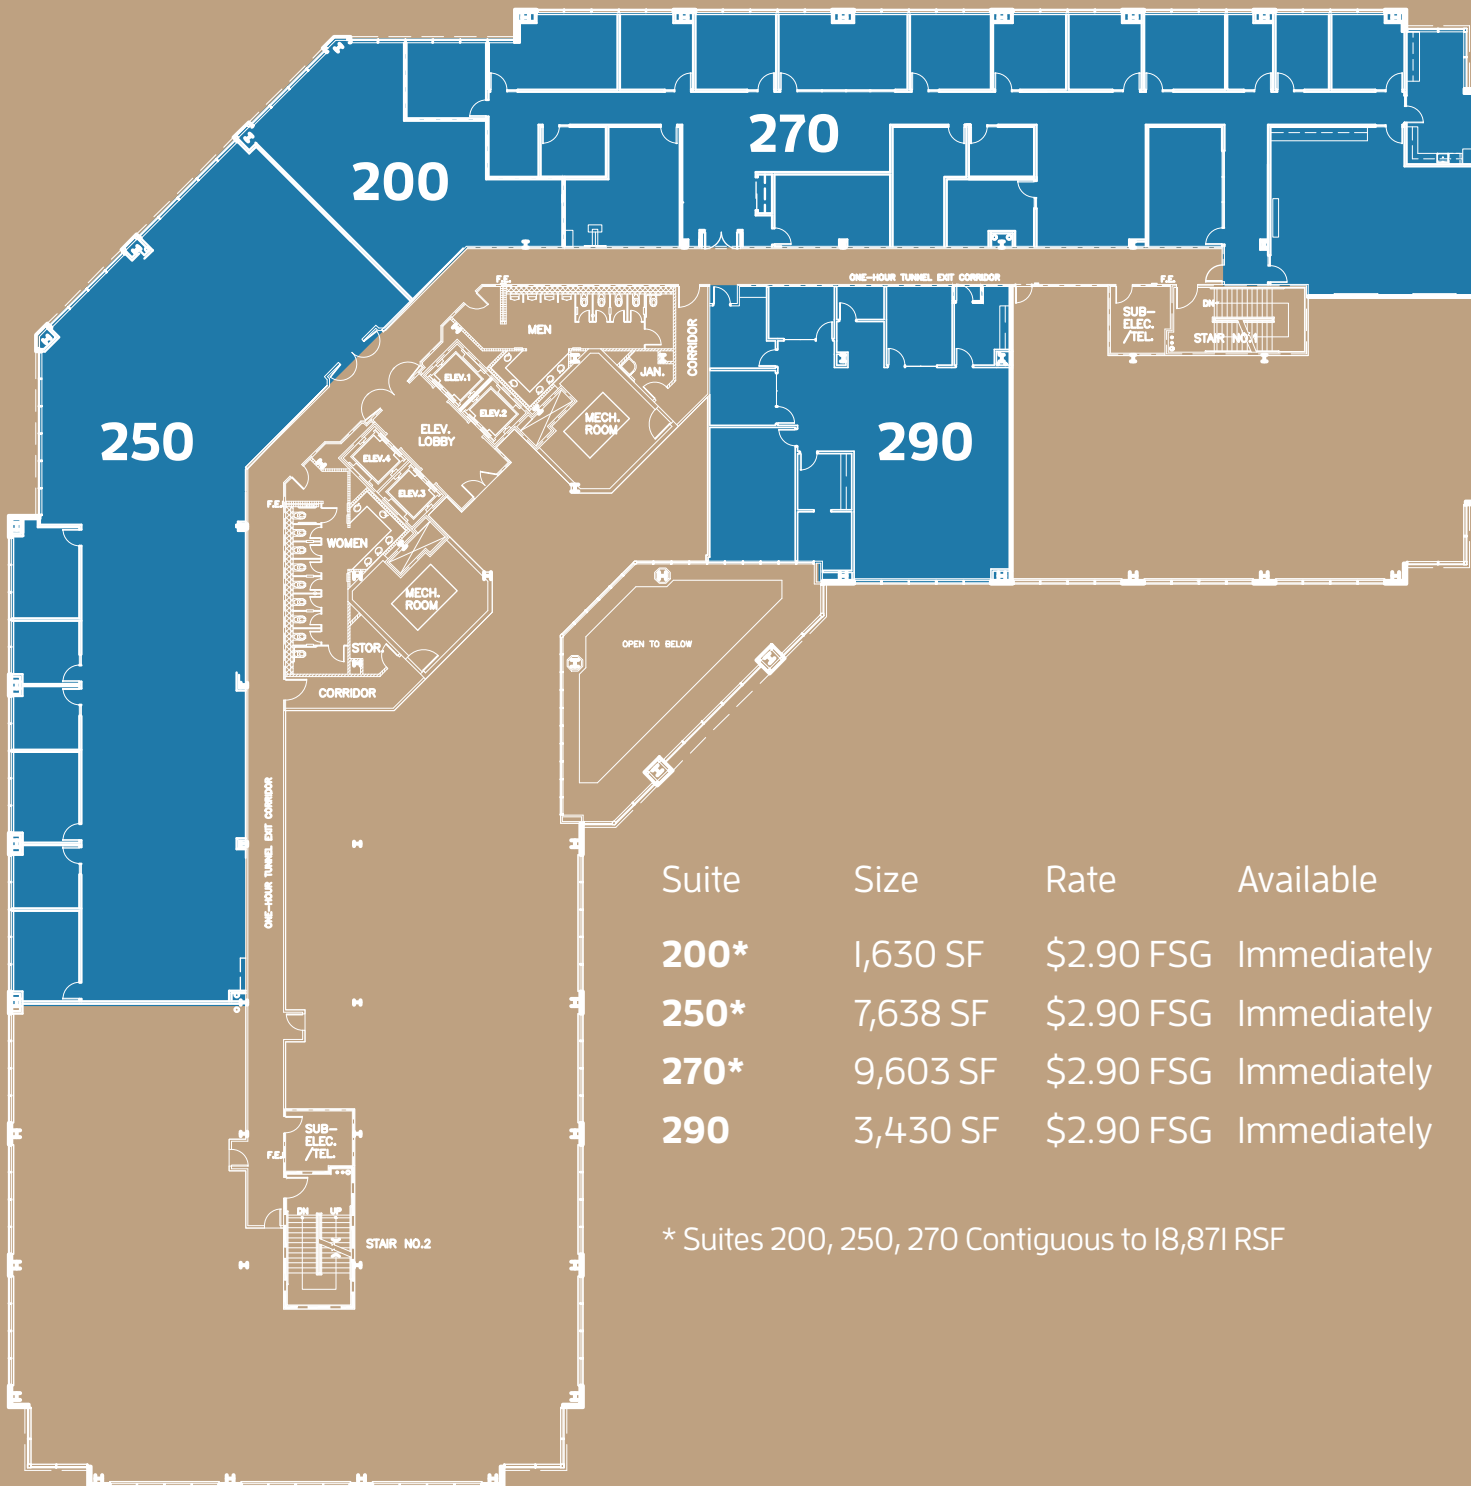 270
200
ONE-HOUR TUNNEL EXIT CORRIDOR
F.E.
F.E.
DN
SUB-
ELEC.
/TEL.
STAIR NO.1
MEN
CORRIDOR
JAN.
ELEV.1
ELEV.2
MECH.
ROOM
ELEV.
LOBBY
250
290
ELEV.4
ELEV.3
F.E.
WOMEN
MECH.
ROOM
STOR.
CORRIDOR
OPEN TO BELOW
ONE-HOUR TUNNEL EXIT CORRIDOR
Suite Size Rate Available
200* 1,630 SF $2.90 FSG Immediately
250* 7,638 SF $2.90 FSG Immediately
270* 9,603 SF $2.90 FSG Immediately
290 3,430 SF $2.90 FSG Immediately
SUB-
ELEC.
/TEL.
F.E.
DN UP
STAIR NO.2
* Suites 200, 250, 270 Contiguous to 18,871 RSF